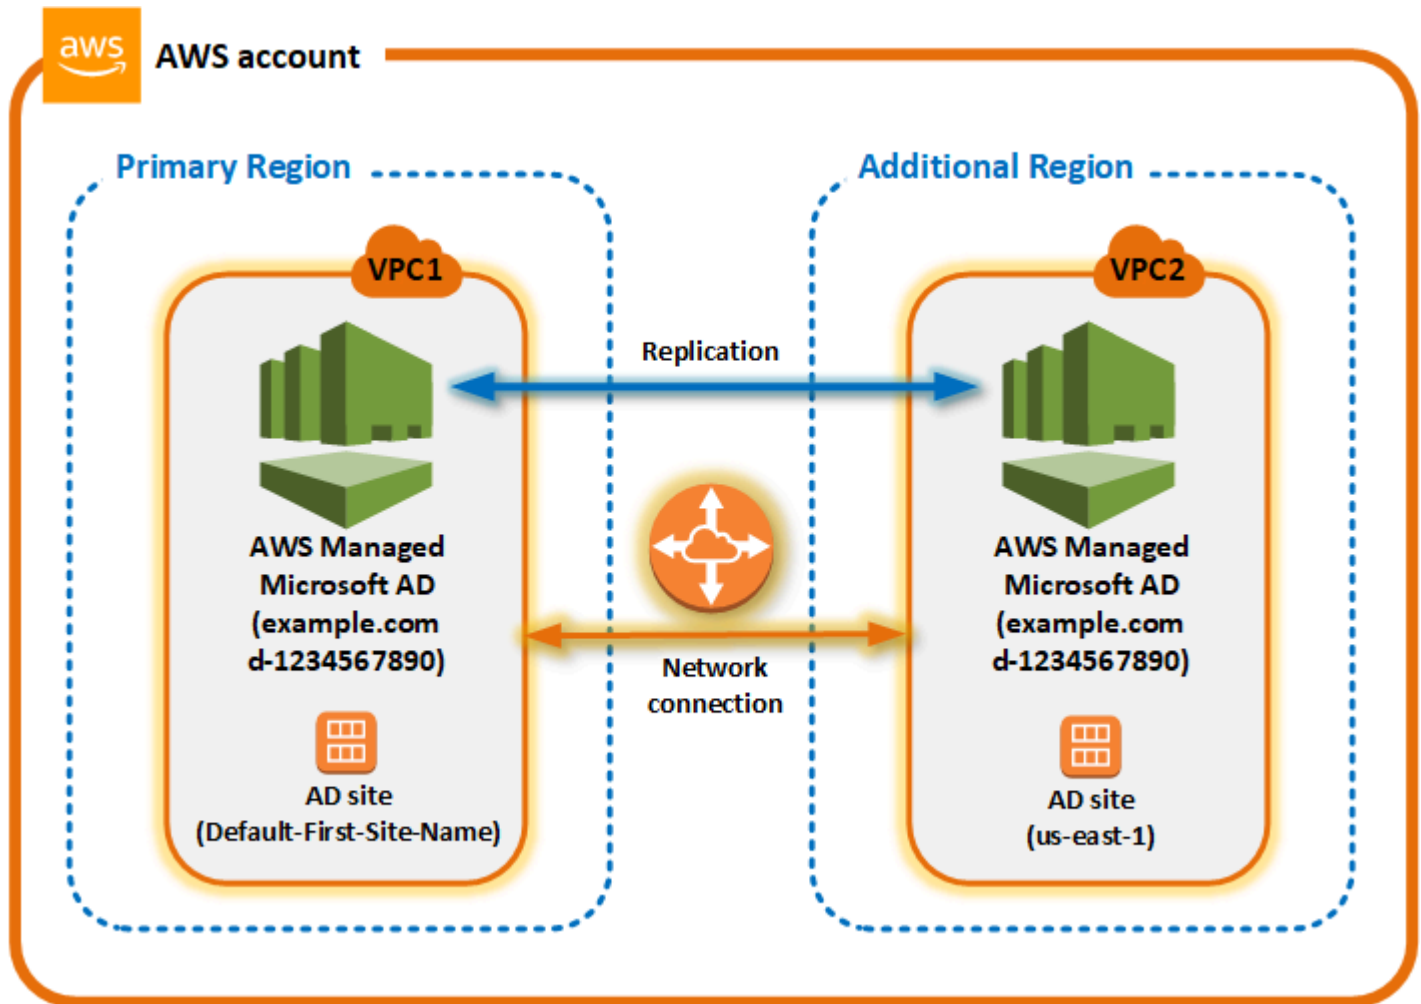 aws
AWS account
Primary Region
Additional Region
VPC1
VPC2
Replication
AWS Managed
Microsoft AD
(example.com
d-1234567890)
AWS Managed
Microsoft AD
(example.com
d-1234567890)
Network
connection
AD site
(Default-First-Site-Name)
AD site
(us-east-1)